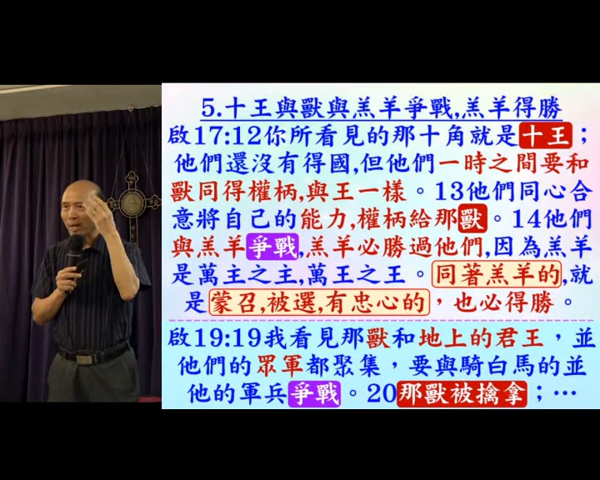 5.十王與獸與羔羊爭戰,羔羊得勝
啟17:12你所看見的那十角就是十王；
他們還沒有得國,但他們一時之間要和
獸同得權柄,與王一樣。13他們同心合
意將自己的能力,權柄給那獸。14他們
與羔羊爭戰,羔羊必勝過他們,因為羔羊
是萬主之主,萬王之王。同著羔羊的,就
是蒙召,被選,有忠心的，也必得勝。
啟19:19我看見那獸和地上的君王，並
他們的眾軍都聚集，要與騎白馬的並
他的軍兵爭戰。20那獸被擒拿；…